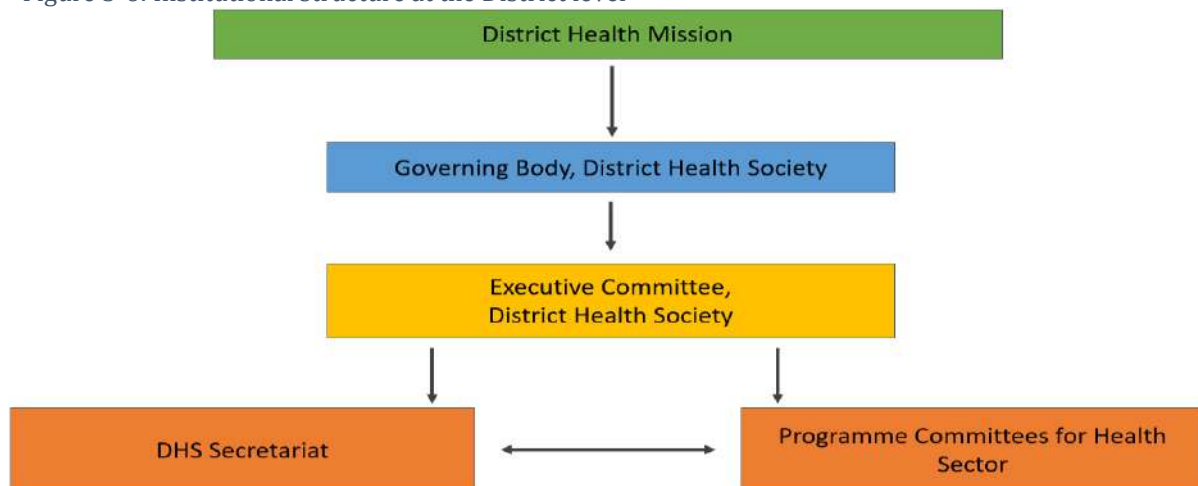 District Health Mission
Governing Body, District Health Society
Executive Committee,
District Health Society
DHS Secretariat
Programme Committees for Health
Sector